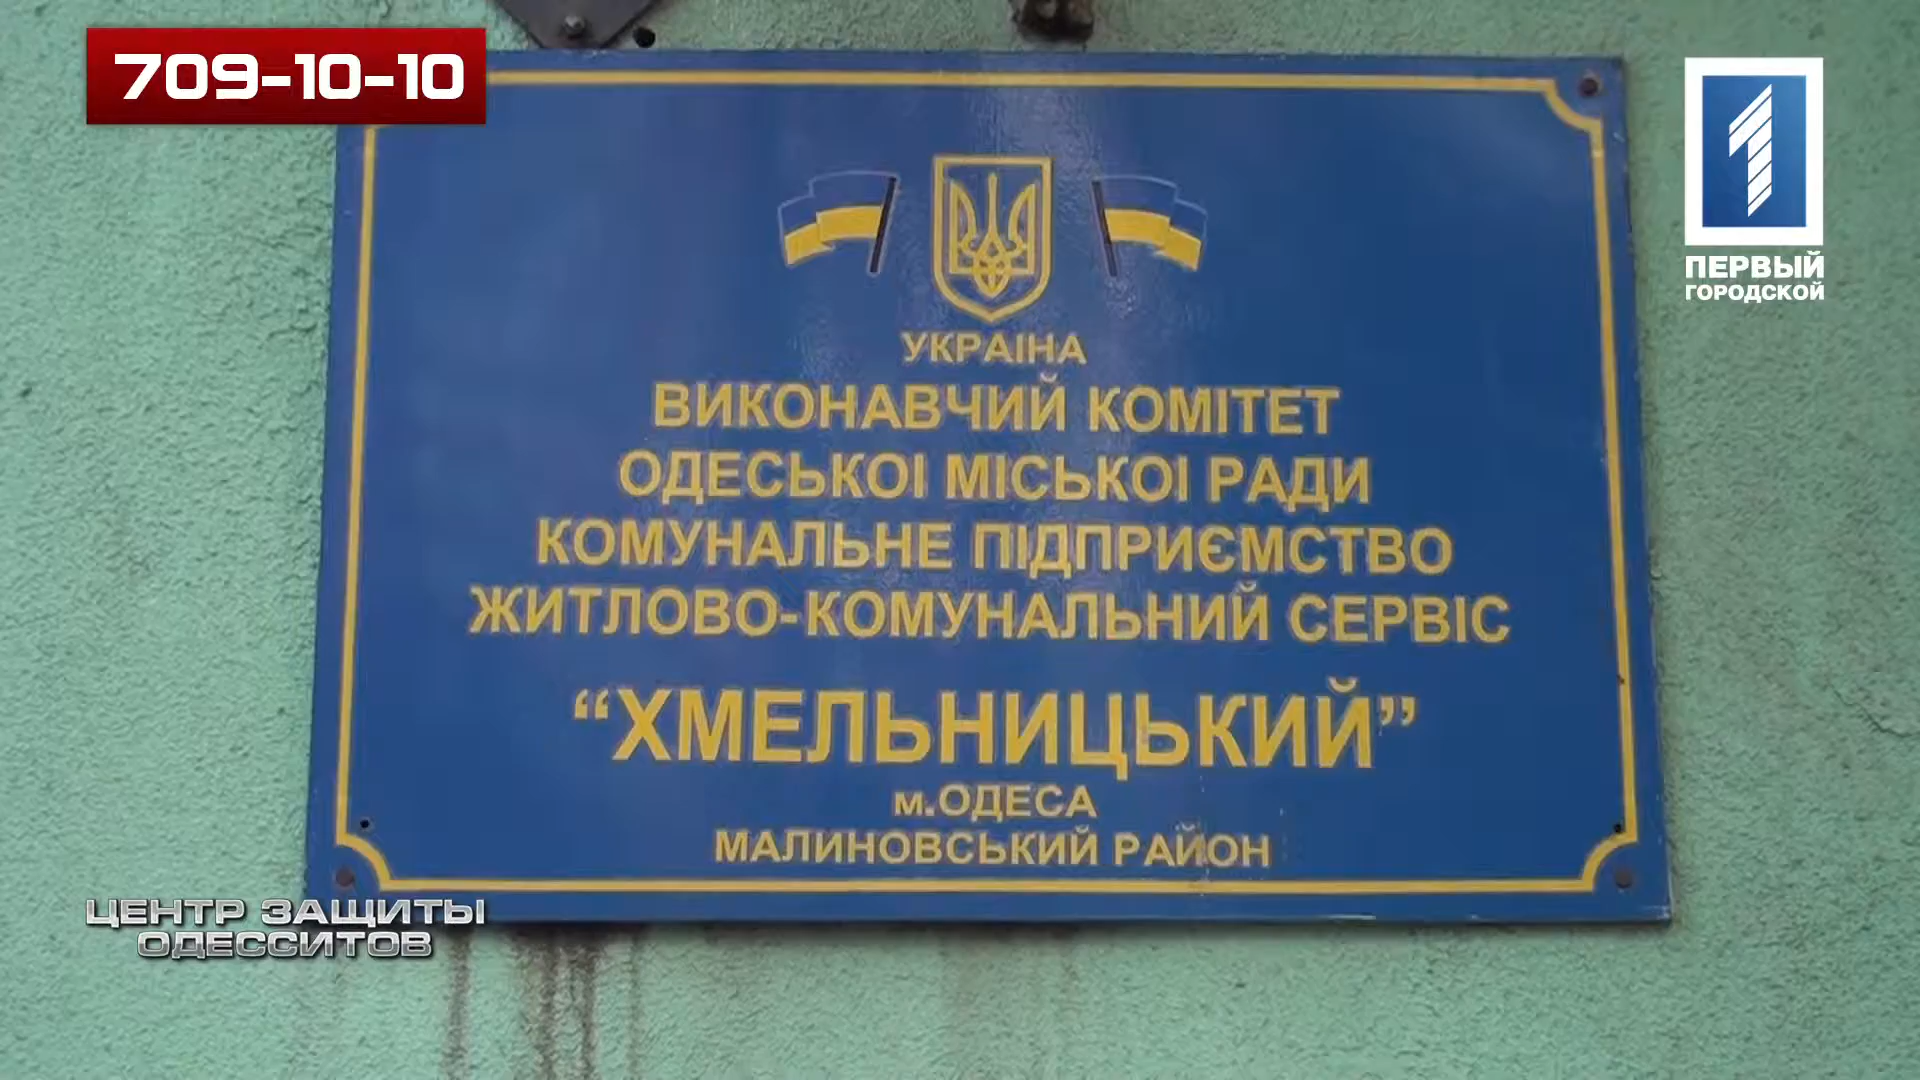 709-10-10
ПЕРВЫЙ
ГОРОДСКОЙ
УКРАІНА
ВИКОНАВЧИЙ КОМІТЕТ
ОДЕСЬКОІ МІСЬКОІ РАДИ
КОМУНАЛЬНЕ ПІДПРИЄМСТВО
ЖИТЛОВО-КОМУНАЛЬНИЙ СЕРВІС
“ХМЕЛЬНИЦЬКИЙ”
м.ОДЕСА
МАЛИНОВСЬКИЙ РАЙОН
ЦЕНТР ЗАЩИТЫ
ОДЕССИТОВ